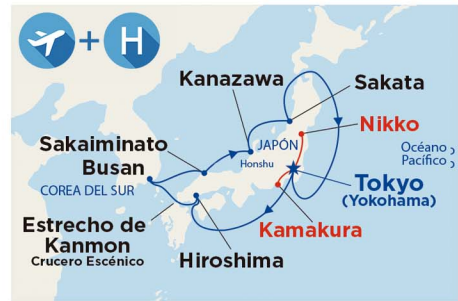 + H
Kanazawa
Sakata
Nikko
Sakaiminato
JAPÓN
Honshu
Océano
Pacífico
Busan
COREA DEL SUR
Tokyo
(Yokohama)
Estrecho de
Kanmon
Crucero Escénico
Kamakura
Hiroshima